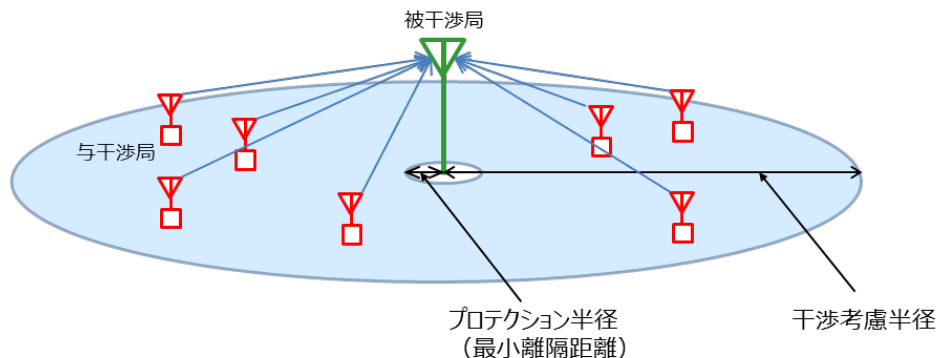 被干渉局
与干渉局
プロテクション半径
（最小離隔距離）
干渉考慮半径